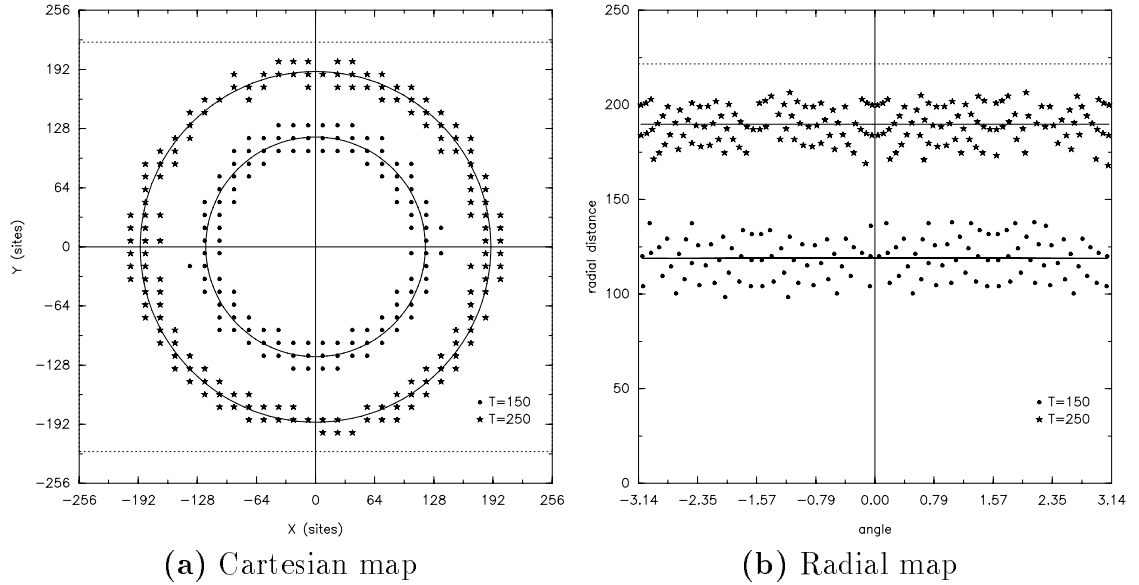 256
192
128
64
0
−64
−128
−192
−256
Y (sites)
−256 −192 −128 −64 0 64 128 192 256
X (sites)
T=150
T=250
(a) Cartesian map
250
200
150
100
50
0
radial distance
−3.14 −2.35 −1.57 −0.79 0.00 0.79 1.57 2.35 3.14
angle
T=150
T=250
(b) Radial map